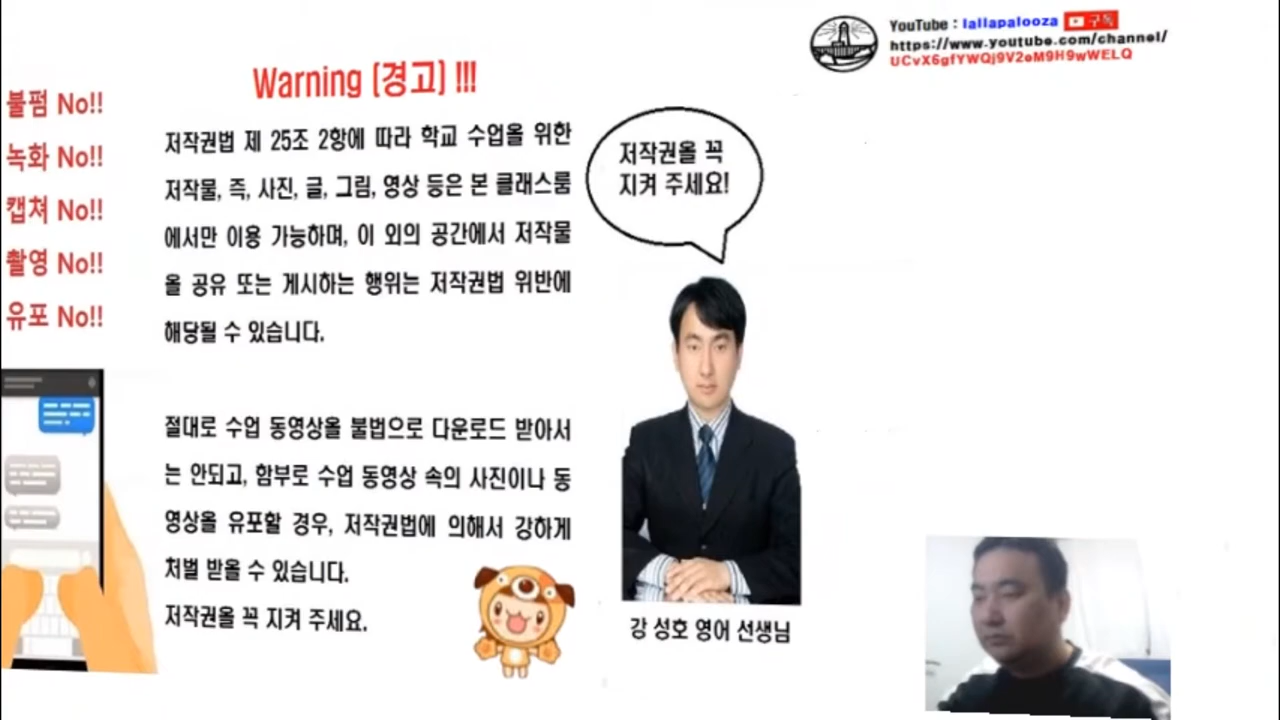 YouTube : lallapalooza 구독
https://www.youtube.com/channel/
UCvX6gfYWQj9V2eM9H9wWELQ
Warning (경고) !!!
불펌 No!!
녹화 No!!
캡쳐 No!!
촬영 No!!
유포 No!!
저작권법 제 25조 2항에 따라 학교 수업을 위한
저작물, 즉, 사진, 글, 그림, 영상 등은 본 클래스룸
에서만 이용 가능하며, 이 외의 공간에서 저작물
을 공유 또는 게시하는 행위는 저작권법 위반에
해당될 수 있습니다.
절대로 수업 동영상을 불법으로 다운로드 받아서
는 안되고, 함부로 수업 동영상 속의 사진이나 동
영상을 유포할 경우, 저작권법에 의해서 강하게
처벌 받을 수 있습니다.
저작권을 꼭 지켜 주세요.
저작권을 꼭
지켜 주세요!
강 성호 영어 선생님